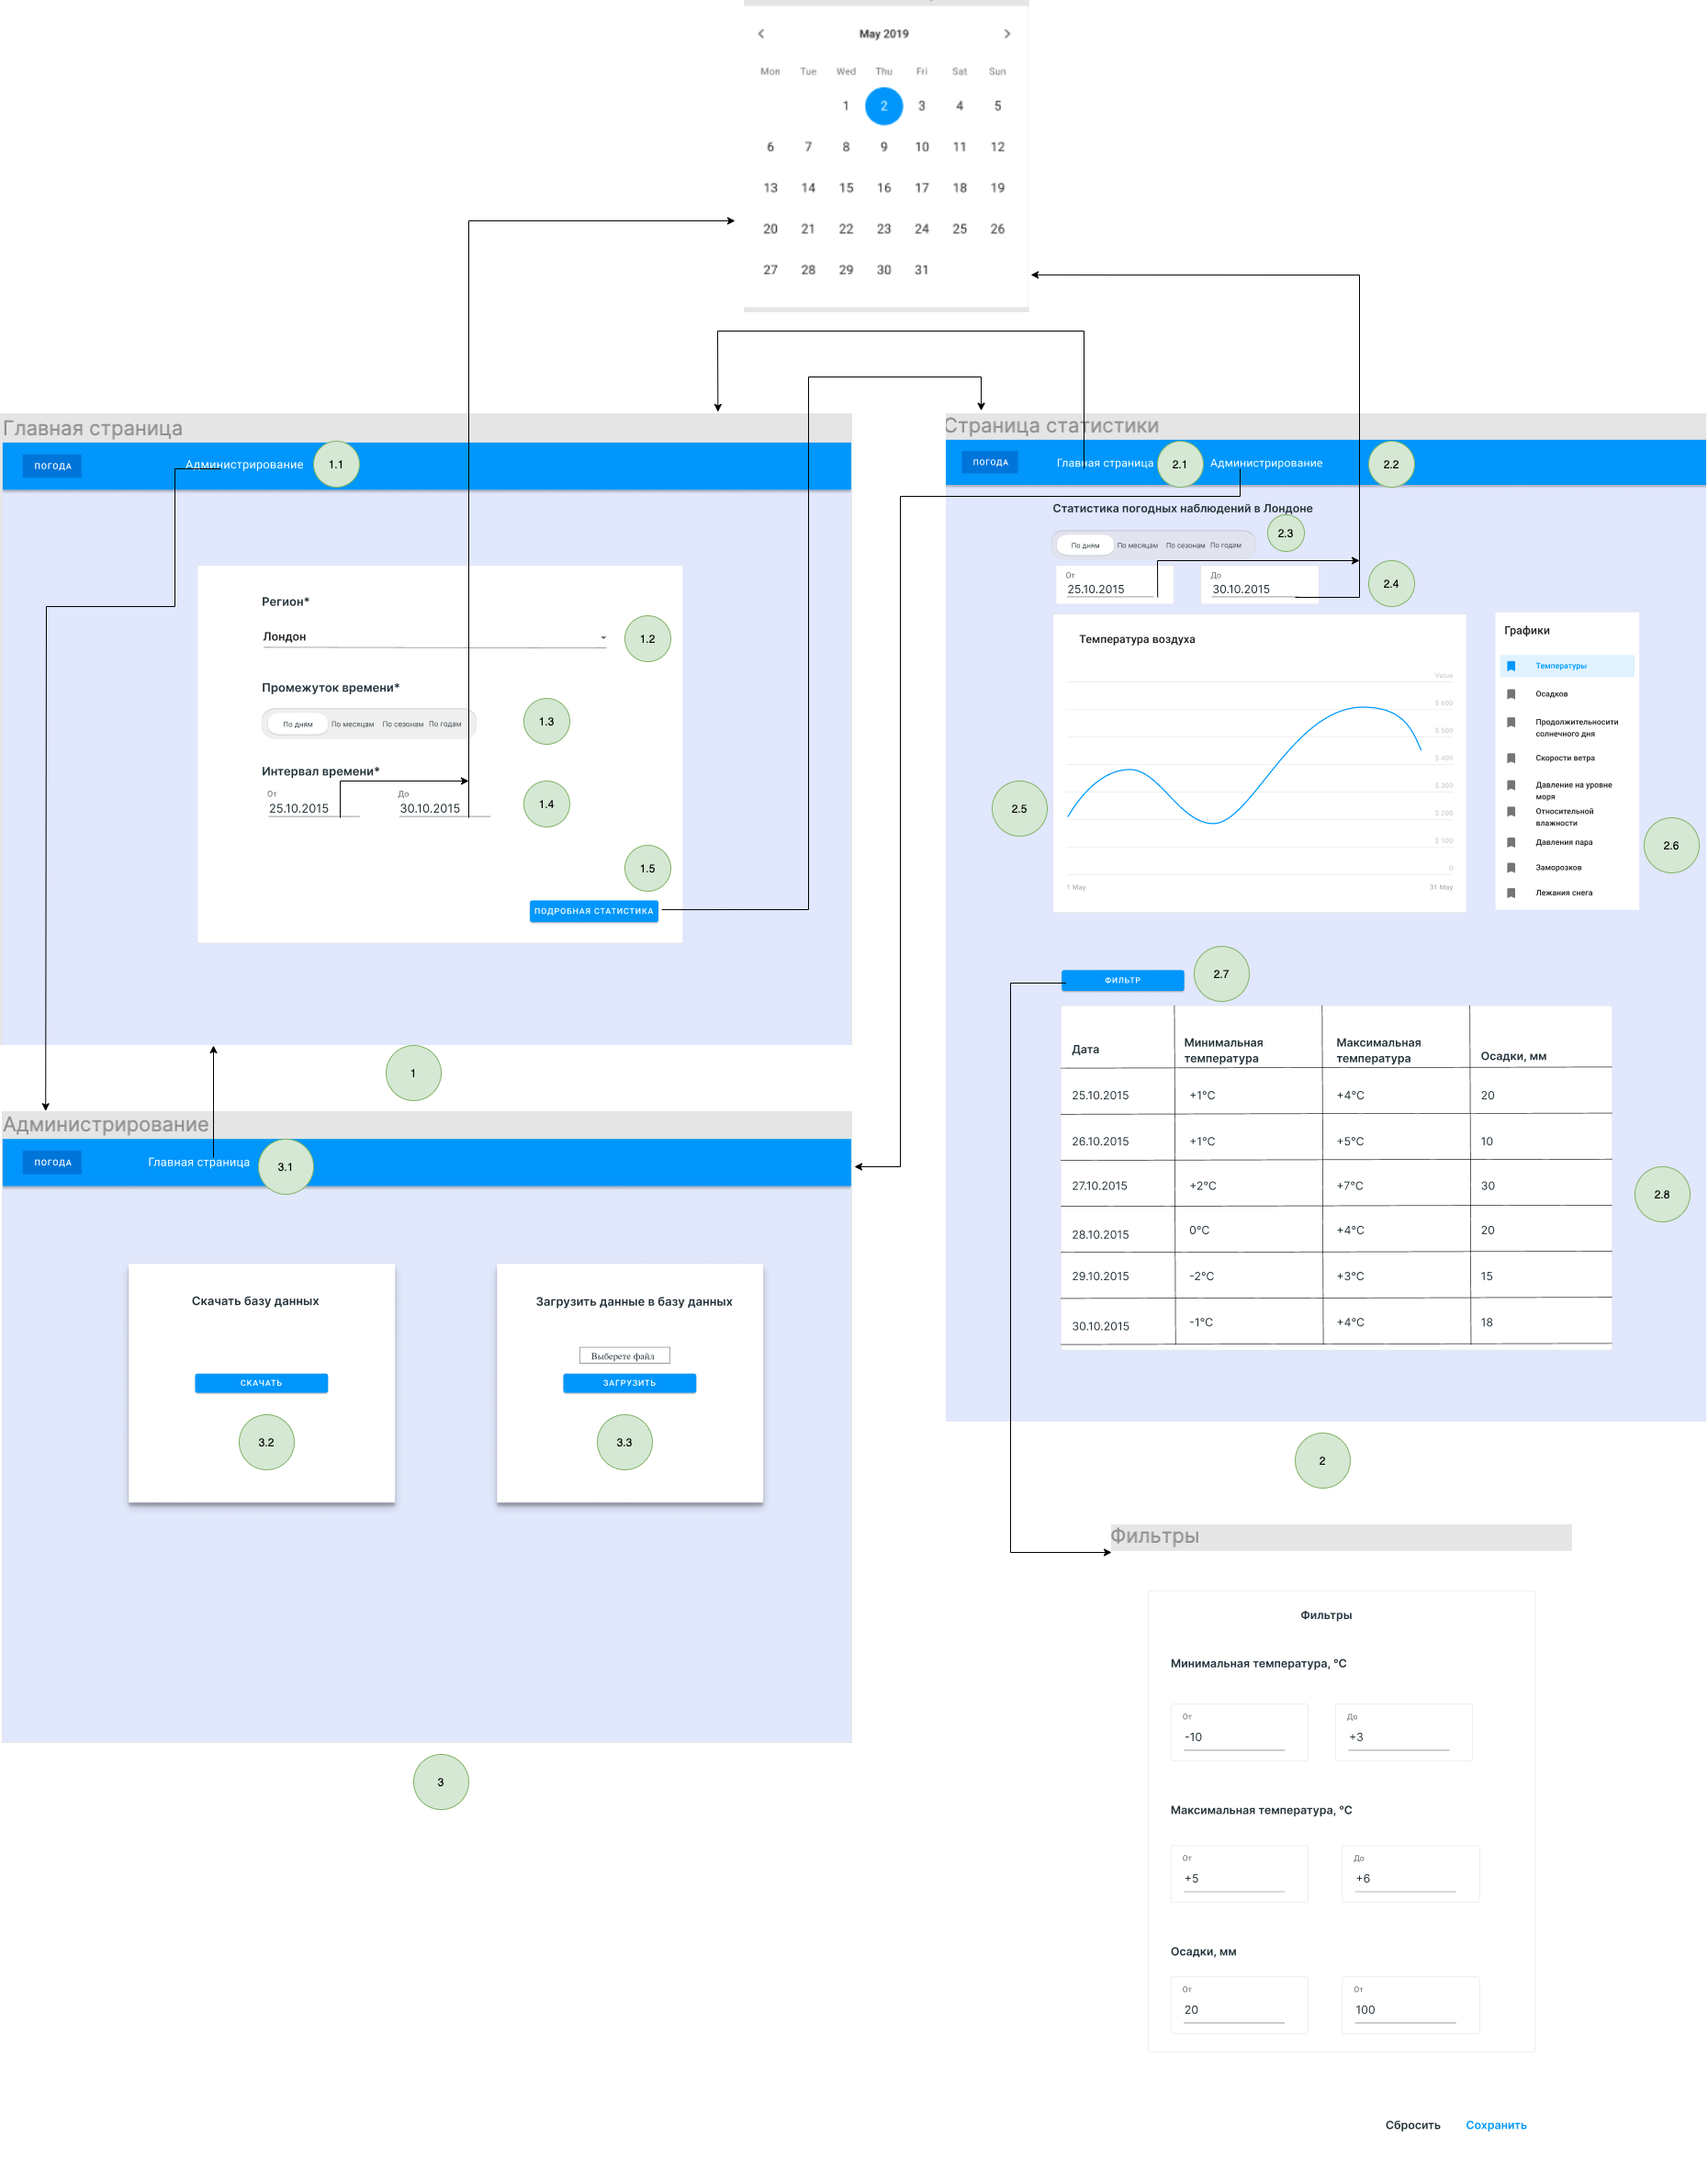 May 2019
Mon Tue Wed Thu Fri Sat Sun
1 2 3 4 5
6 7 8 9 10 11 12
13 14 15 16 17 18 19
20 21 22 23 24 25 26
27 28 29 30 31
Главная страница
ПОГОДА Администрирование 1.1
Регион*
Лондон 1.2
Промежуток времени*
По дням По месяцам По сезонам По годам 1.3
Интервал времени*
От До
25.10.2015 30.10.2015 1.4
1.5
ПОДРОБНАЯ СТАТИСТИКА
1
Страница статистики
ПОГОДА Главная страница 2.1 Администрирование 2.2
Статистика погодных наблюдений в Лондоне
2.3
По дням По месяцам По сезонам По годам
От До
25.10.2015 30.10.2015 2.4
Температура воздуха
Value
$ 600
$ 500
$ 400
$ 300
$ 200
$ 100
0
1 May 31 May
2.5
Графики
Температуры
Осадков
Продолжительносити
солнечного дня
Скорости ветра
Давление на уровне
моря
Относительной
влажности
Давления пара
Заморозков
Лежания снега
2.6
ФИЛЬТР 2.7
Дата Минимальная температура Максимальная температура Осадки, мм
25.10.2015 +1°C +4°C 20
26.10.2015 +1°C +5°C 10
27.10.2015 +2°C +7°C 30
28.10.2015 0°C +4°C 20
29.10.2015 -2°C +3°C 15
30.10.2015 -1°C +4°C 18
2.8
2
Администрирование
ПОГОДА Главная страница 3.1
Скачать базу данных
СКАЧАТЬ
3.2
Загрузить данные в базу данных
Выберете файл
ЗАГРУЗИТЬ
3.3
3
Фильтры
Фильтры
Минимальная температура, °C
От До
-10 +3
Максимальная температура, °C
От До
+5 +6
Осадки, мм
От От
20 100
Сбросить Сохранить